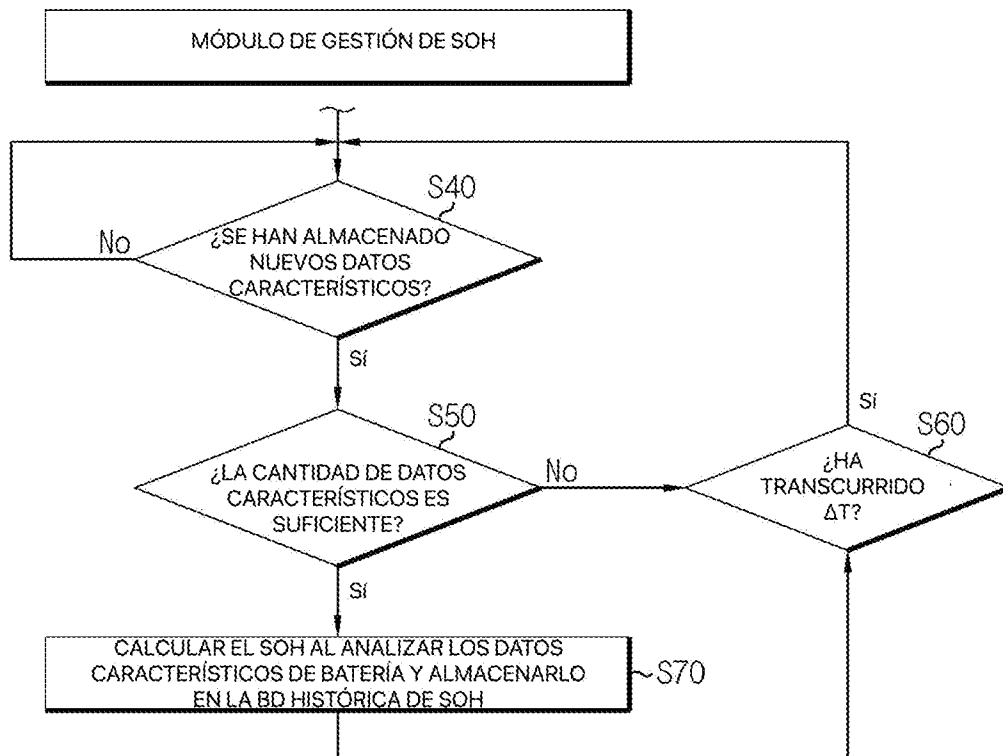 MÓDULO DE GESTIÓN DE SOH
S40
No
¿SE HAN ALMACENADO
NUEVOS DATOS
CARACTERÍSTICOS?
Sí
S50
¿LA CANTIDAD DE DATOS
CARACTERÍSTICOS ES
SUFICIENTE?
No
Sí
S60
¿HA
TRANSCURRIDO
ΔT?
Sí
CALCULAR EL SOH AL ANALIZAR LOS DATOS
CARACTERÍSTICOS DE BATERÍA Y ALMACENARLO
EN LA BD HISTÓRICA DE SOH
S70